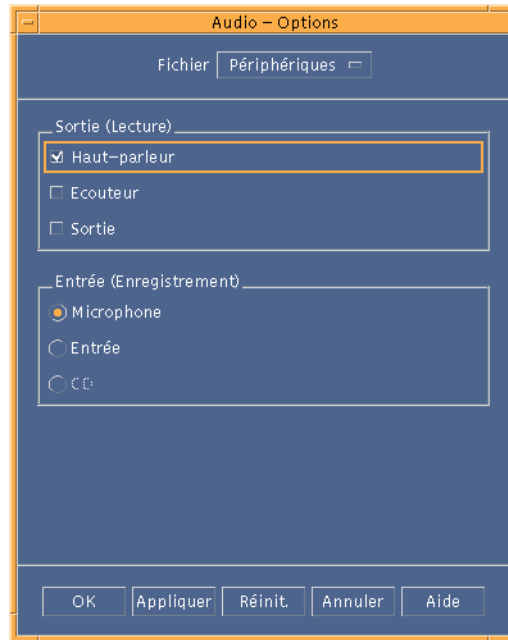 Audio – Options
Fichier Périphériques
Sortie (Lecture)
Haut–parleur
Ecouteur
Sortie
Entrée (Enregistrement)
Microphone
Entrée
CD
OK Appliquer Réinit. Annuler Aide